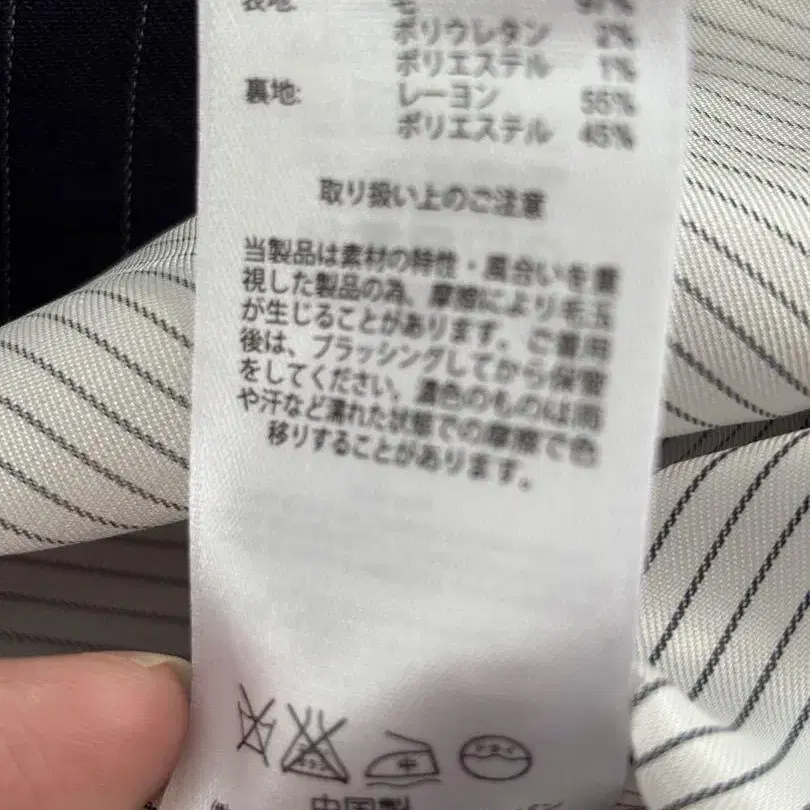 表地: 毛 97%
ポリウレタン 2%
ポリエステル 1%
裏地: レーヨン 55%
ポリエステル 45%
取り扱い上のご注意
当製品は素材の特性・風合いを重
視した製品の為、摩擦により毛玉
が生じることがあります。ご着用
後は、ブラッシングしてから保管
をしてください。濃色のものは雨
や汗など濡れた状態での摩擦で色
移りすることがあります。
中
中国製